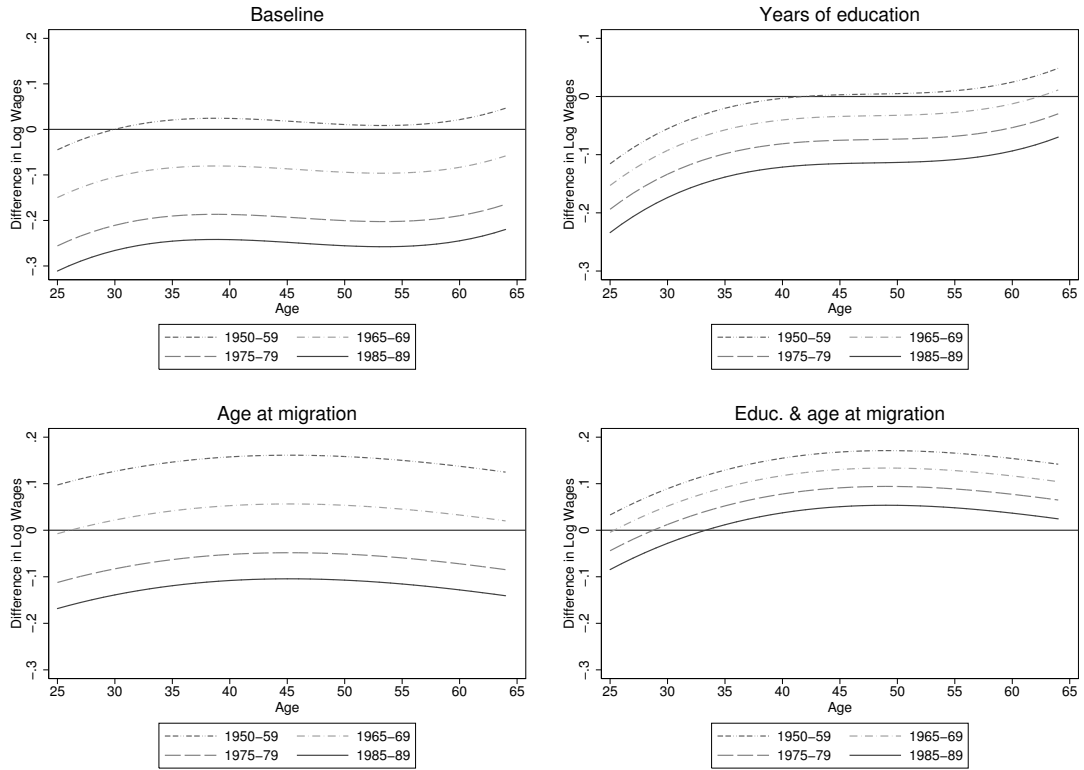 Baseline
Difference in Log Wages
.2
.1
0
−.1
−.2
−.3
25 30 35 40 45 50 55 60 65
Age
1950−59 1965−69
1975−79 1985−89
Years of education
Difference in Log Wages
.1
0
−.1
−.2
−.3
25 30 35 40 45 50 55 60 65
Age
1950−59 1965−69
1975−79 1985−89
Age at migration
Difference in Log Wages
.2
.1
0
−.1
−.2
−.3
25 30 35 40 45 50 55 60 65
Age
1950−59 1965−69
1975−79 1985−89
Educ. & age at migration
Difference in Log Wages
.2
.1
0
−.1
−.2
−.3
25 30 35 40 45 50 55 60 65
Age
1950−59 1965−69
1975−79 1985−89